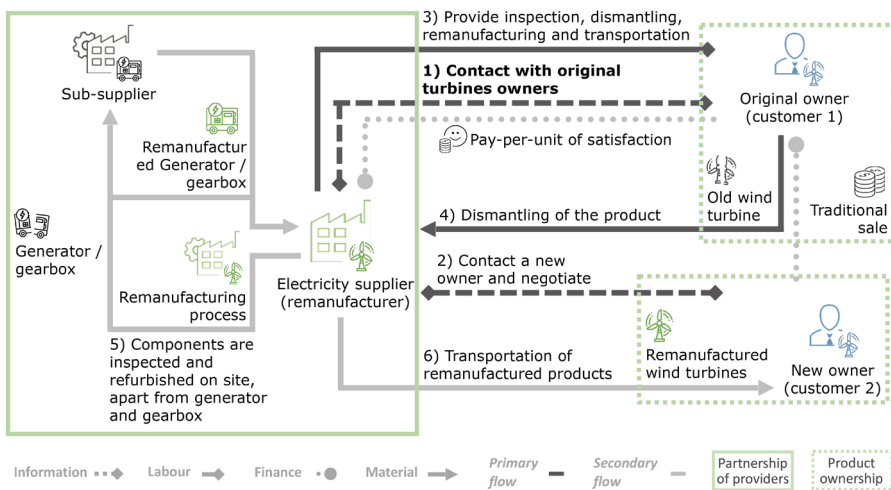 3) Provide inspection, dismantling,
remanufacturing and transportation
1) Contact with original
turbines owners
Sub-supplier
Original owner
(customer 1)
Remanufactur
ed Generator /
gearbox
Pay-per-unit of satisfaction
Old wind
turbine
Traditional
sale
4) Dismantling of the product
Generator /
gearbox
2) Contact a new
owner and negotiate
Electricity supplier
(remanufacturer)
Remanufacturing
process
5) Components are
inspected and
refurbished on site,
apart from generator
and gearbox
6) Transportation of
remanufactured products
Remanufactured
wind turbines
New owner
(customer 2)
Information
Labour
Finance
Material
Primary
flow
Secondary
flow
Partnership
of providers
Product
ownership